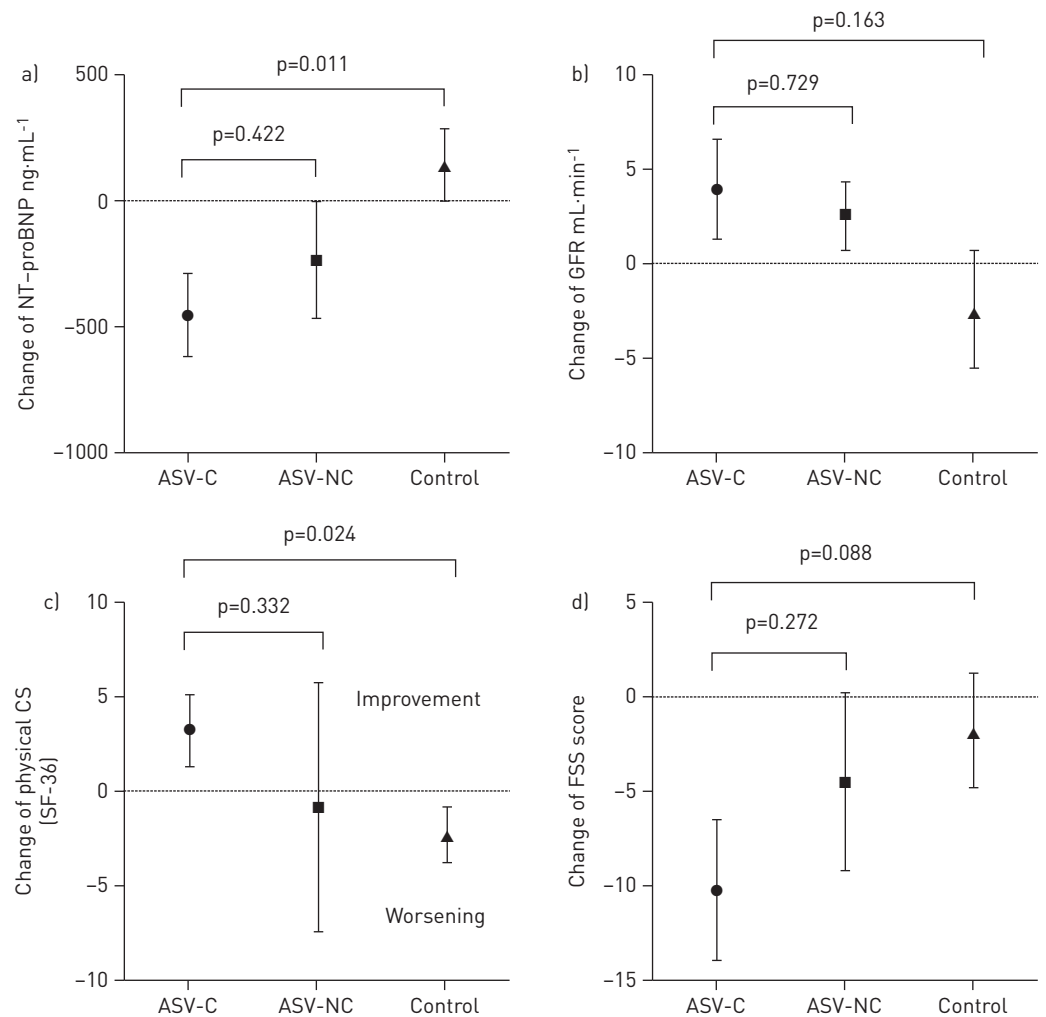 a)
p=0.011
p=0.422
500
0
–500
–1000
Change of NT–proBNP ng·mL⁻¹
ASV-C ASV-NC Control
b)
p=0.163
p=0.729
10
5
0
–5
–10
Change of GFR mL·min⁻¹
ASV-C ASV-NC Control
c)
p=0.024
p=0.332
10
5
0
–5
–10
Change of physical CS
(SF-36)
Improvement
Worsening
ASV-C ASV-NC Control
d)
p=0.088
p=0.272
5
0
–5
–10
–15
Change of FSS score
ASV-C ASV-NC Control